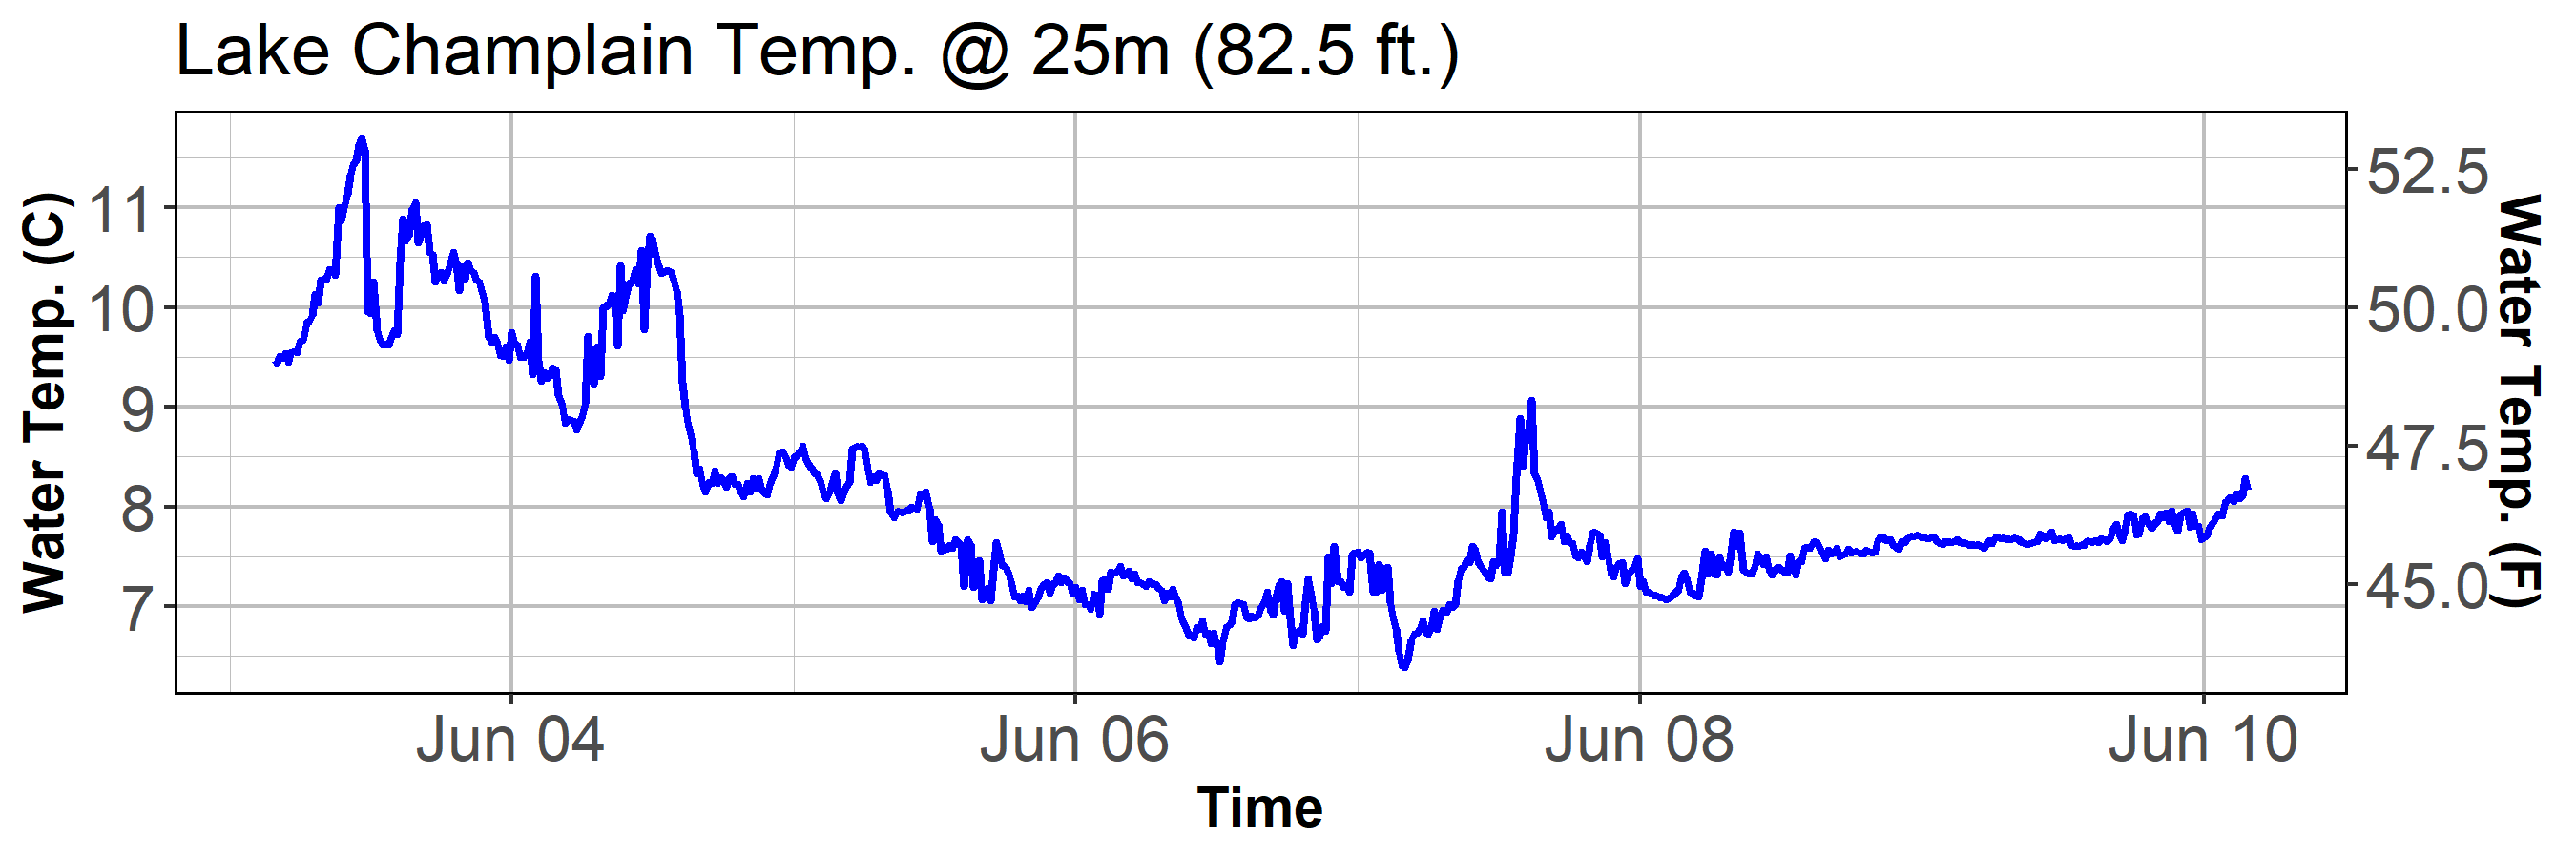 Lake Champlain Temp. @ 25m (82.5 ft.)
Water Temp. (C)
11
10
9
8
7
52.5
50.0
47.5
45.0
Water Temp. (F)
Jun 04
Jun 06
Jun 08
Jun 10
Time